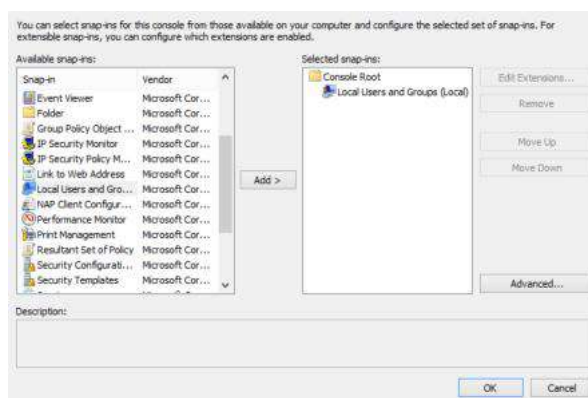 You can select snap-ins for this console from those available on your computer and configure the selected set of snap-ins. For
extensible snap-ins, you can configure which extensions are enabled.
Available snap-ins:
Snap-in Vendor
Event Viewer Microsoft Cor...
Folder Microsoft Cor...
Group Policy Object ... Microsoft Cor...
IP Security Monitor Microsoft Cor...
IP Security Policy M... Microsoft Cor...
Link to Web Address Microsoft Cor...
Local Users and Gro... Microsoft Cor...
NAP Client Configur... Microsoft Cor...
Performance Monitor Microsoft Cor...
Print Management Microsoft Cor...
Resultant Set of Policy Microsoft Cor...
Security Configurati... Microsoft Cor...
Security Templates Microsoft Cor...
Add >
Selected snap-ins:
Console Root
Local Users and Groups (Local)
Edit Extensions...
Remove
Move Up
Move Down
Advanced...
Description:
OK Cancel